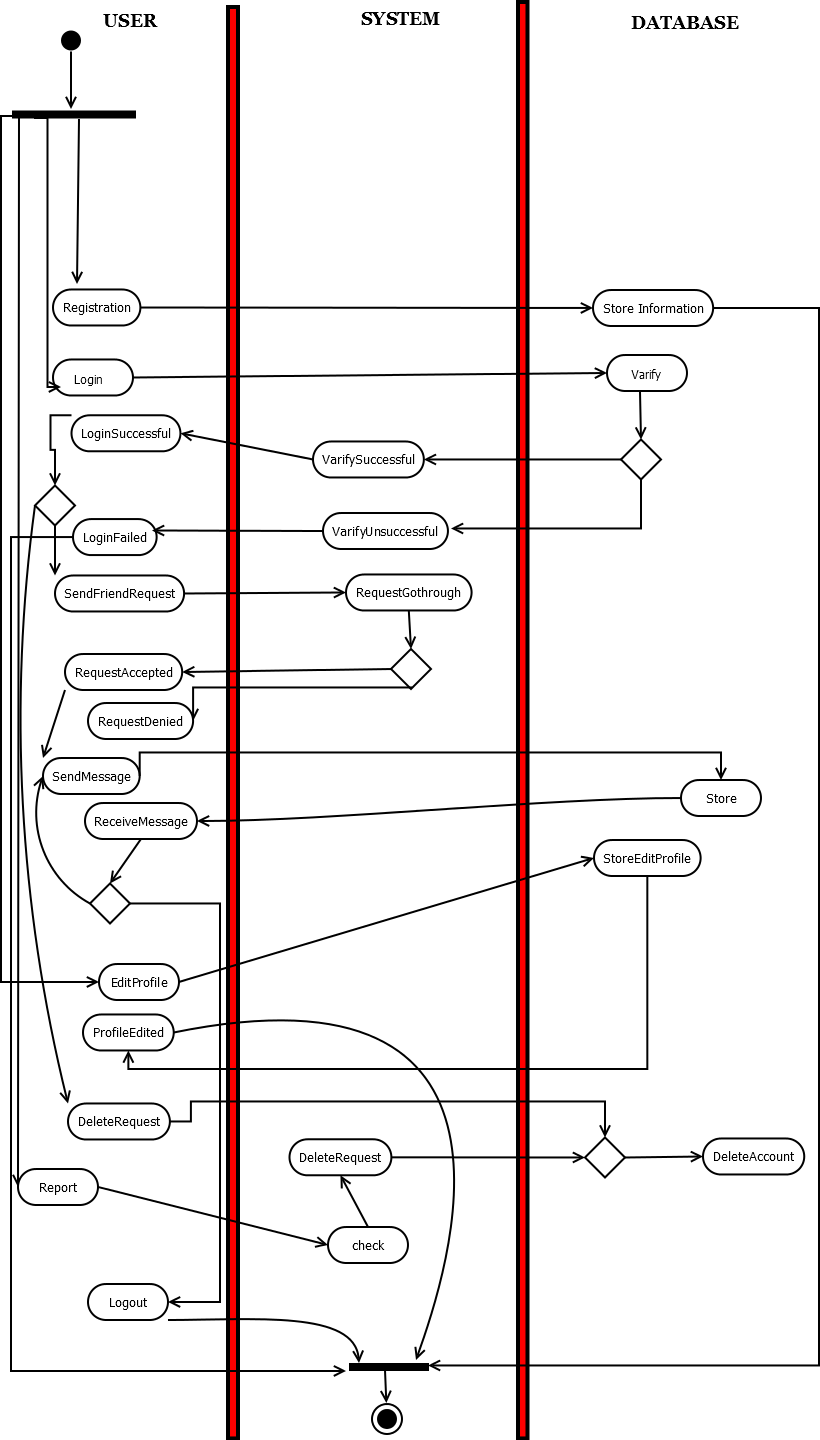 USER
SYSTEM
DATABASE
Registration
Store Information
Login
Varify
LoginSuccessful
VarifySuccessful
LoginFailed
VarifyUnsuccessful
SendFriendRequest
RequestGothrough
RequestAccepted
RequestDenied
SendMessage
Store
ReceiveMessage
StoreEditProfile
EditProfile
ProfileEdited
DeleteRequest
DeleteRequest
DeleteAccount
Report
check
Logout